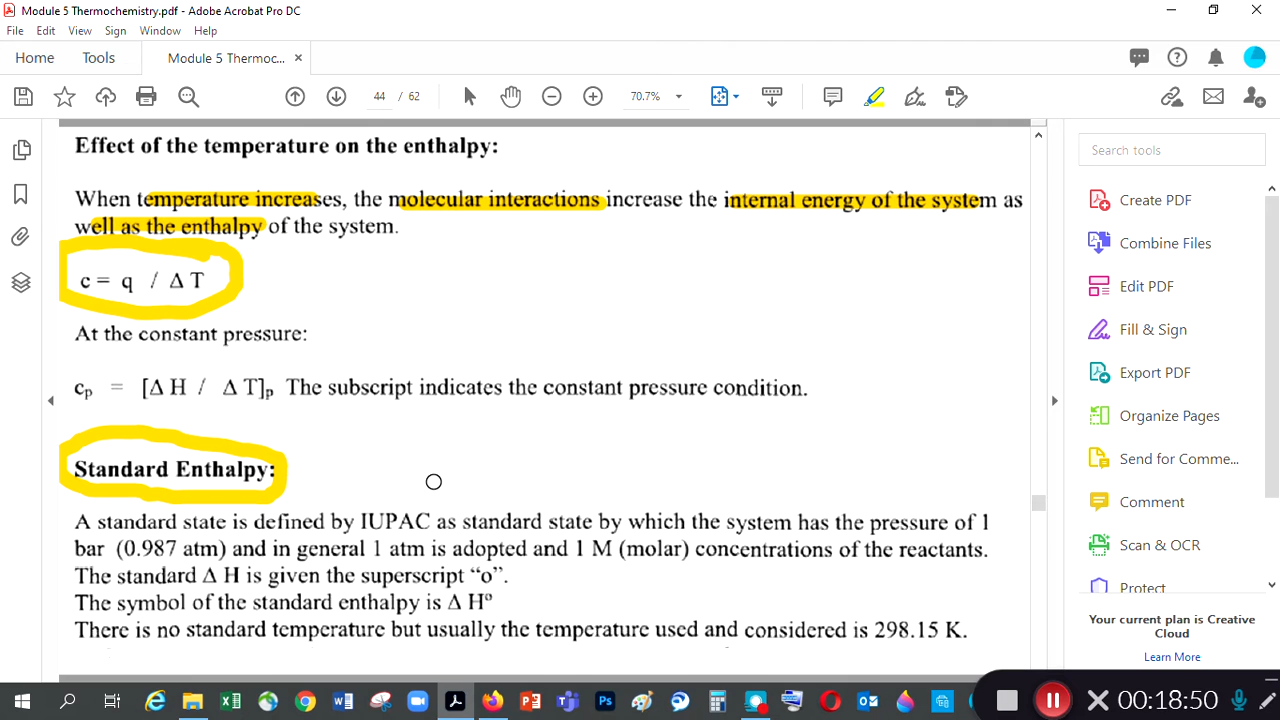 Module 5 Thermochemistry.pdf - Adobe Acrobat Pro DC
File Edit View Sign Window Help
Home Tools Module 5 Thermoc... ×
44 / 62 70.7%
Effect of the temperature on the enthalpy:
When temperature increases, the molecular interactions increase the internal energy of the system as
well as the enthalpy of the system.
c = q / Δ T
At the constant pressure:
cₚ = [Δ H / Δ T]ₚ The subscript indicates the constant pressure condition.
Standard Enthalpy:
A standard state is defined by IUPAC as standard state by which the system has the pressure of 1
bar (0.987 atm) and in general 1 atm is adopted and 1 M (molar) concentrations of the reactants.
The standard Δ H is given the superscript “o”.
The symbol of the standard enthalpy is Δ Hº
There is no standard temperature but usually the temperature used and considered is 298.15 K.
Search tools
Create PDF
Combine Files
Edit PDF
Fill & Sign
Export PDF
Organize Pages
Send for Comme...
Comment
Scan & OCR
Protect
Your current plan is Creative
Cloud
Learn More
00:18:50